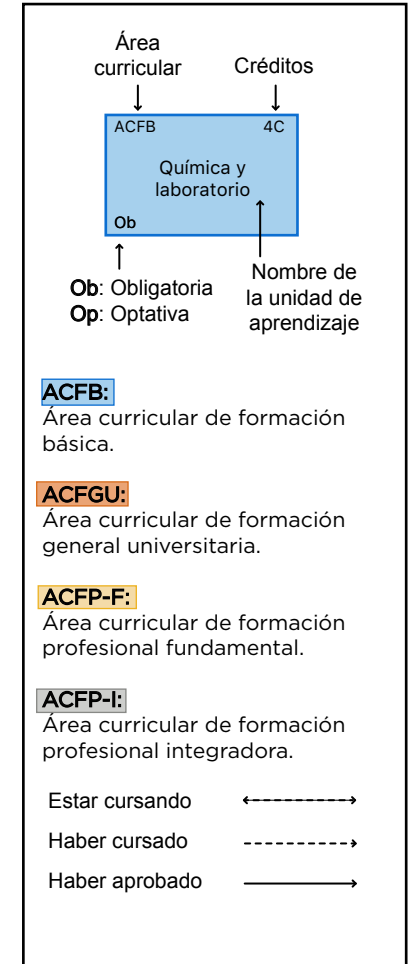 Área
curricular
Créditos
ACFB 4C
Química y
laboratorio
Ob
Ob: Obligatoria
Op: Optativa
Nombre de
la unidad de
aprendizaje
ACFB:
Área curricular de formación
básica.
ACFGU:
Área curricular de formación
general universitaria.
ACFP-F:
Área curricular de formación
profesional fundamental.
ACFP-I:
Área curricular de formación
profesional integradora.
Estar cursando
Haber cursado
Haber aprobado